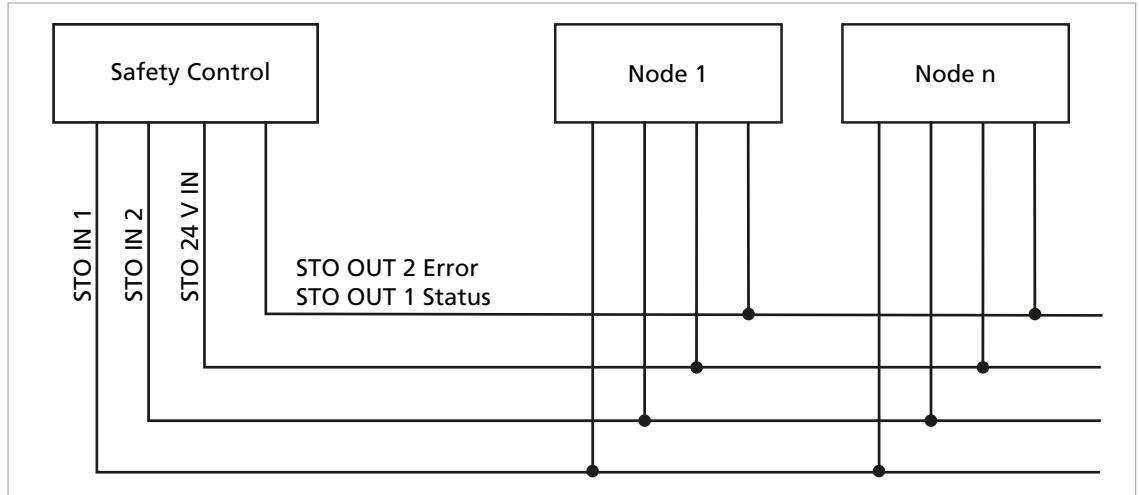 Safety Control
Node 1
Node n
STO IN 1
STO IN 2
STO 24 V IN
STO OUT 2 Error
STO OUT 1 Status